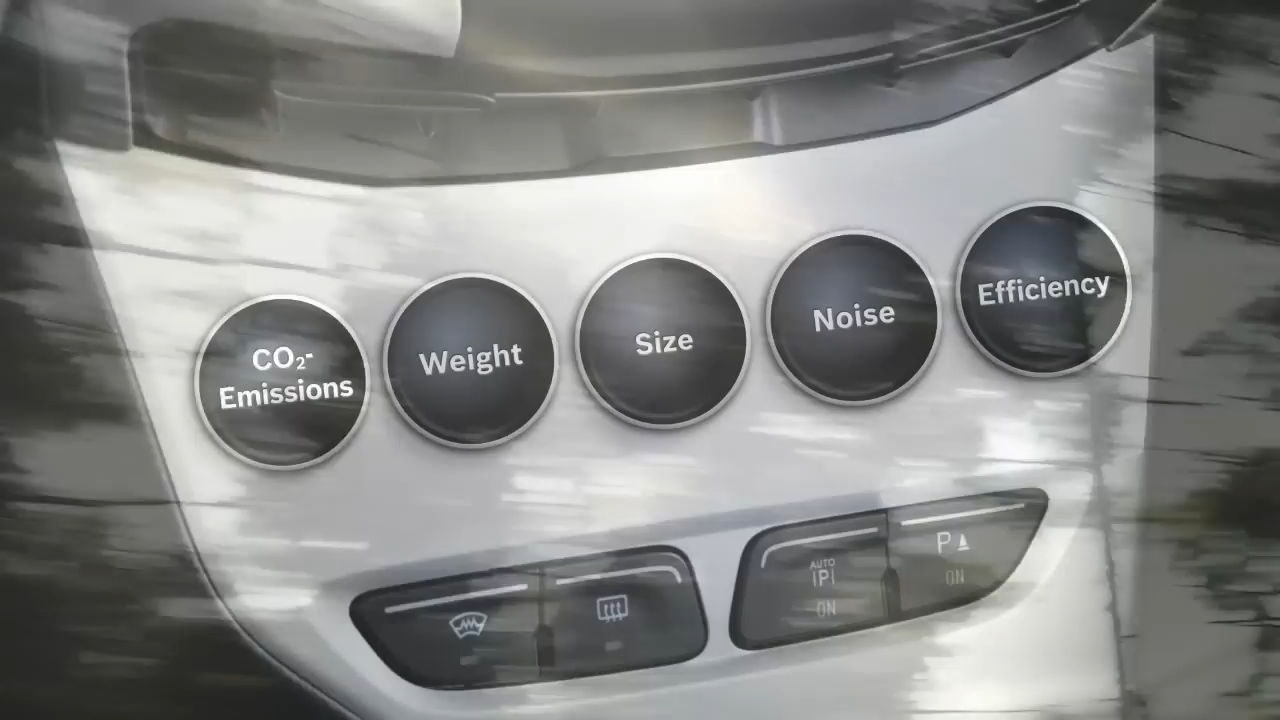 CO₂-
Emissions
Weight
Size
Noise
Efficiency
AUTO
P
ON
P
ON